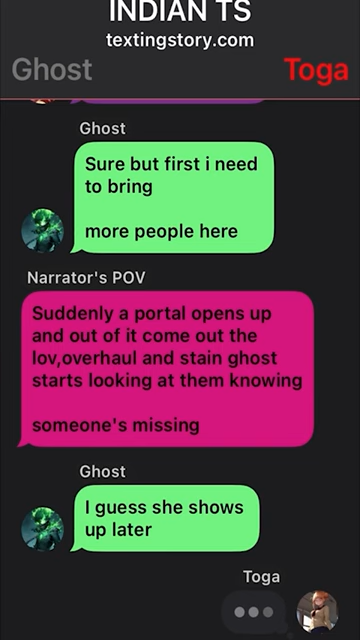 INDIAN TS
textingstory.com
Ghost
Toga
Ghost
Sure but first i need
to bring
more people here
Narrator's POV
Suddenly a portal opens up
and out of it come out the
lov,overhaul and stain ghost
starts looking at them knowing
someone's missing
Ghost
I guess she shows
up later
Toga